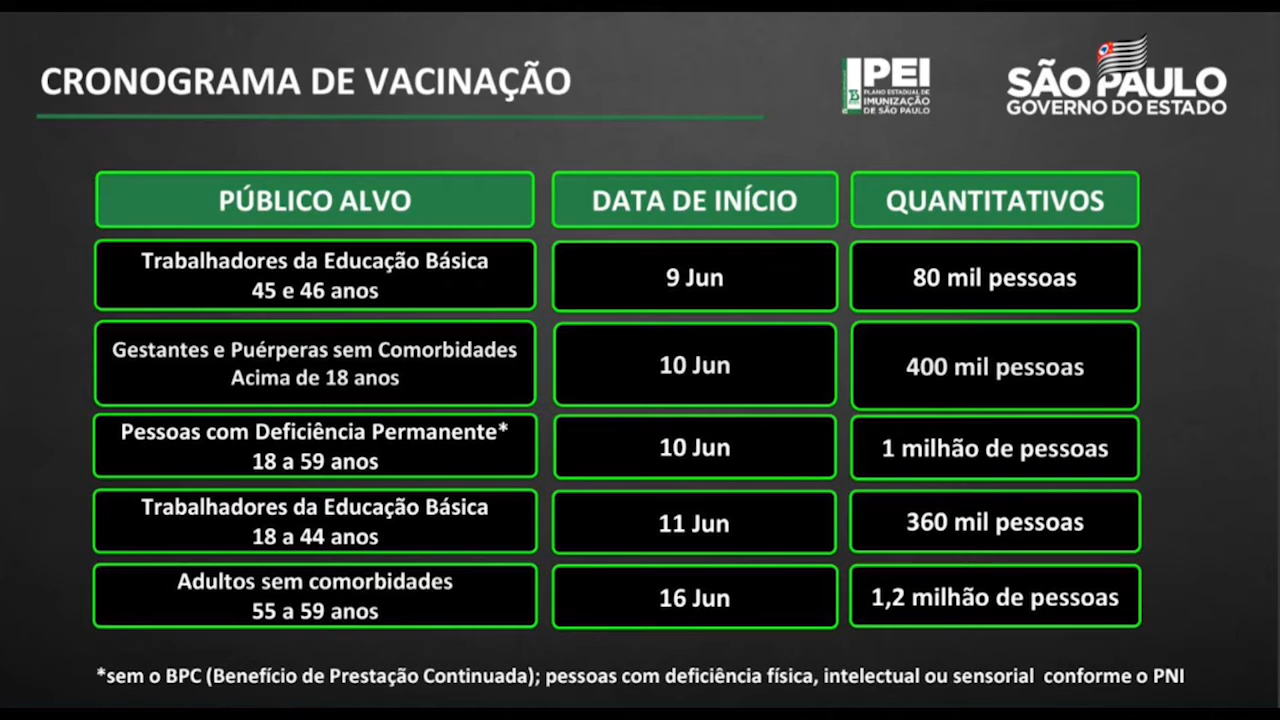 CRONOGRAMA DE VACINAÇÃO
PEI
PLANO ESTADUAL DE
IMUNIZAÇÃO
DE SÃO PAULO
SÃO PAULO
GOVERNO DO ESTADO
PÚBLICO ALVO
DATA DE INÍCIO
QUANTITATIVOS
Trabalhadores da Educação Básica
45 e 46 anos
9 Jun
80 mil pessoas
Gestantes e Puérperas sem Comorbidades
Acima de 18 anos
10 Jun
400 mil pessoas
Pessoas com Deficiência Permanente*
18 a 59 anos
10 Jun
1 milhão de pessoas
Trabalhadores da Educação Básica
18 a 44 anos
11 Jun
360 mil pessoas
Adultos sem comorbidades
55 a 59 anos
16 Jun
1,2 milhão de pessoas
*sem o BPC (Benefício de Prestação Continuada); pessoas com deficiência física, intelectual ou sensorial conforme o PNI